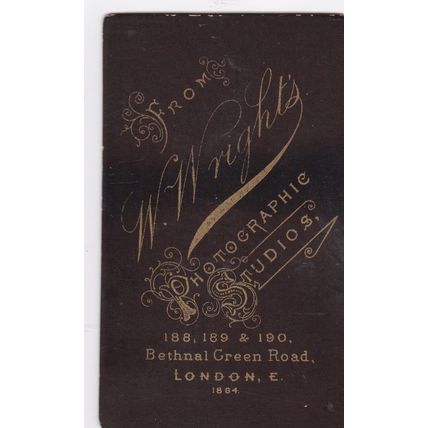 FROM
W. Wright's
PHOTOGRAPHIC
STUDIOS,
188, 189 & 190,
Bethnal Green Road,
LONDON, E.
1884.